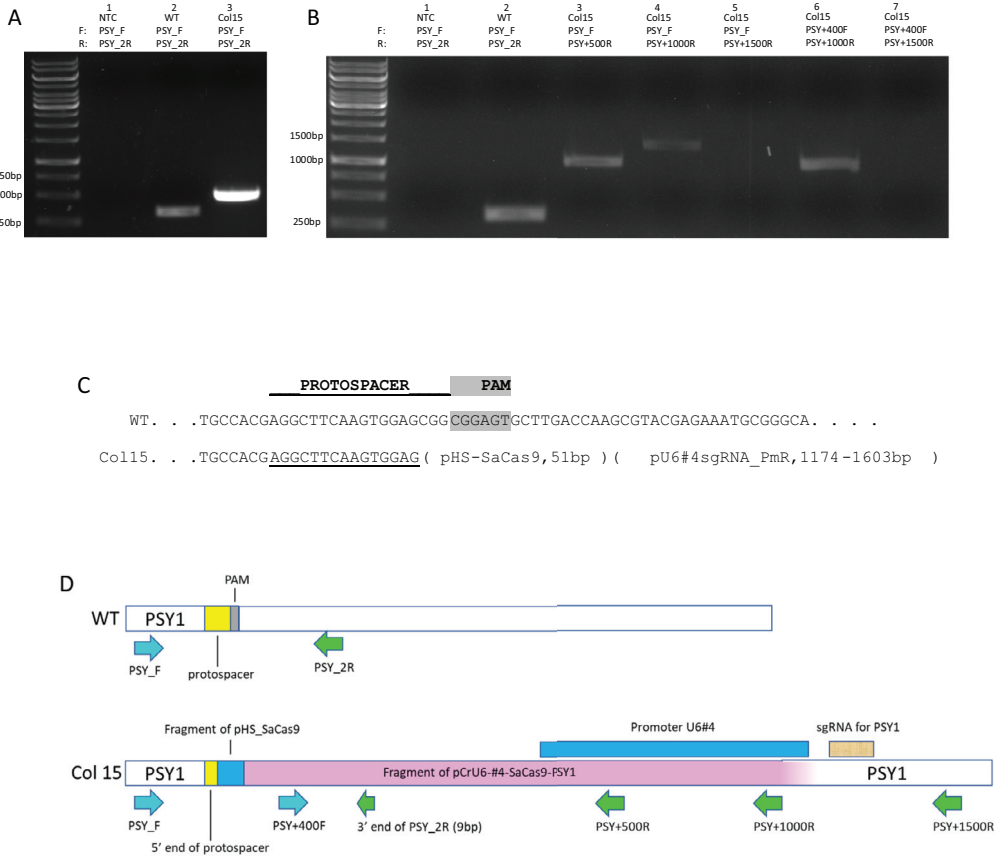 A
1
NTC
2
WT
3
Col15
F: PSY_F PSY_F PSY_F
R: PSY_2R PSY_2R PSY_2R
50bp
00bp
50bp
B
1
NTC
2
WT
3
Col15
4
Col15
5
Col15
6
Col15
7
Col15
F: PSY_F PSY_F PSY_F PSY_F PSY_F PSY+400F PSY+400F
R: PSY_2R PSY_2R PSY+500R PSY+1000R PSY+1500R PSY+1000R PSY+1500R
1500bp
1000bp
250bp
C
___PROTOSPACER____ PAM
WT. . .TGCCACGAGGCTTCAAGTGGAGCGGCGGAGTGCTTGACCAAGCGTACGAGAAATGCGGGCA. . . .
Col15. . .TGCCACGAGGCTTCAAGTGGAG( pHS-SaCas9,51bp )( pU6#4sgRNA_PmR,1174-1603bp )
D
PAM
WT PSY1
PSY_F
protospacer
PSY_2R
Fragment of pHS_SaCas9
Promoter U6#4
sgRNA for PSY1
Col 15 PSY1 Fragment of pCrU6-#4-SaCas9-PSY1 PSY1
PSY_F
PSY+400F
3’ end of PSY_2R (9bp)
PSY+500R
PSY+1000R
PSY+1500R
5’ end of protospacer